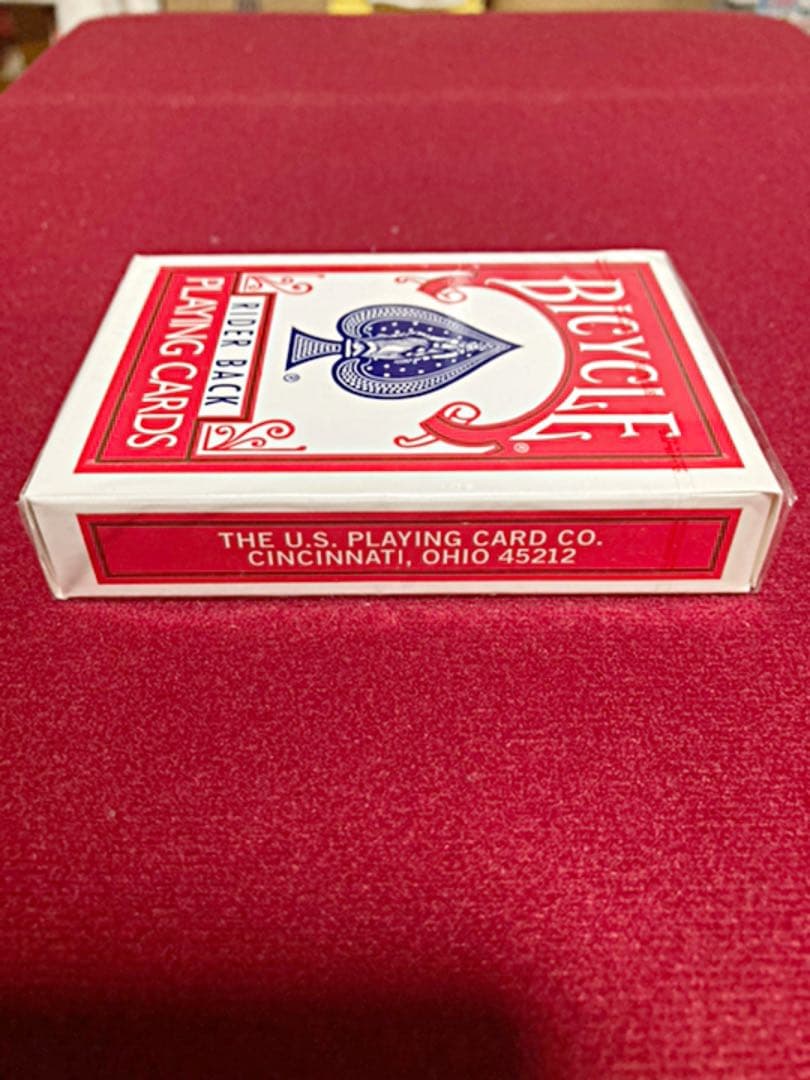 BICYCLE®
®
RIDER BACK
PLAYING CARDS
THE U.S. PLAYING CARD CO.
CINCINNATI, OHIO 45212